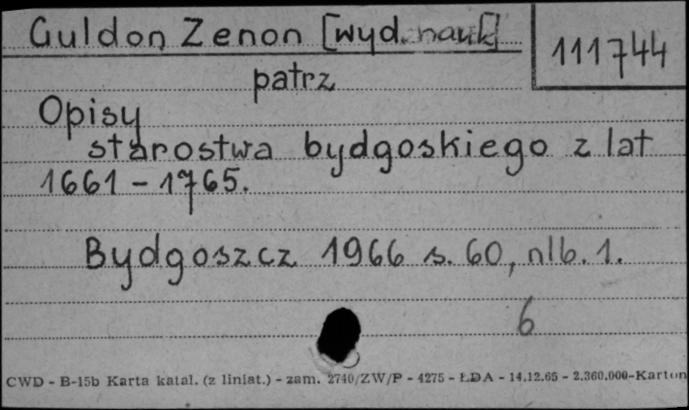 Guldon Zenon [wyd. nauk]
111744
patrz
Opisy
starostwa bydgoskiego z lat
1661 - 1765.
Bydgoszcz 1966 s. 60, nlb. 1.
6
CWD - B-15b Karta katal. (z liniat.) - zam. 2740/ZW/P - 4275 - ŁDA - 14.12.65 - 2.360.000-Karton